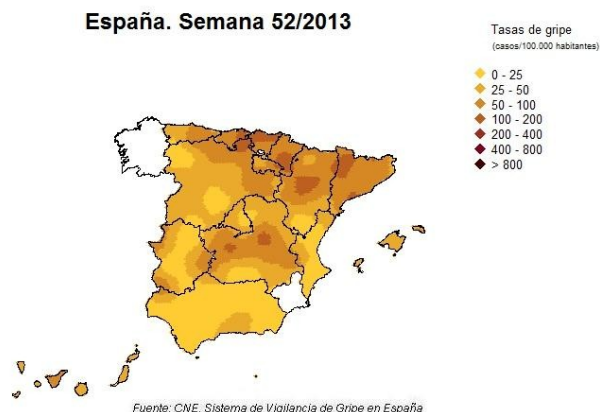 España. Semana 52/2013
Tasas de gripe
(casos/100.000 habitantes)
0 - 25
25 - 50
50 - 100
100 - 200
200 - 400
400 - 800
> 800
Fuente: CNE. Sistema de Vigilancia de Gripe en España